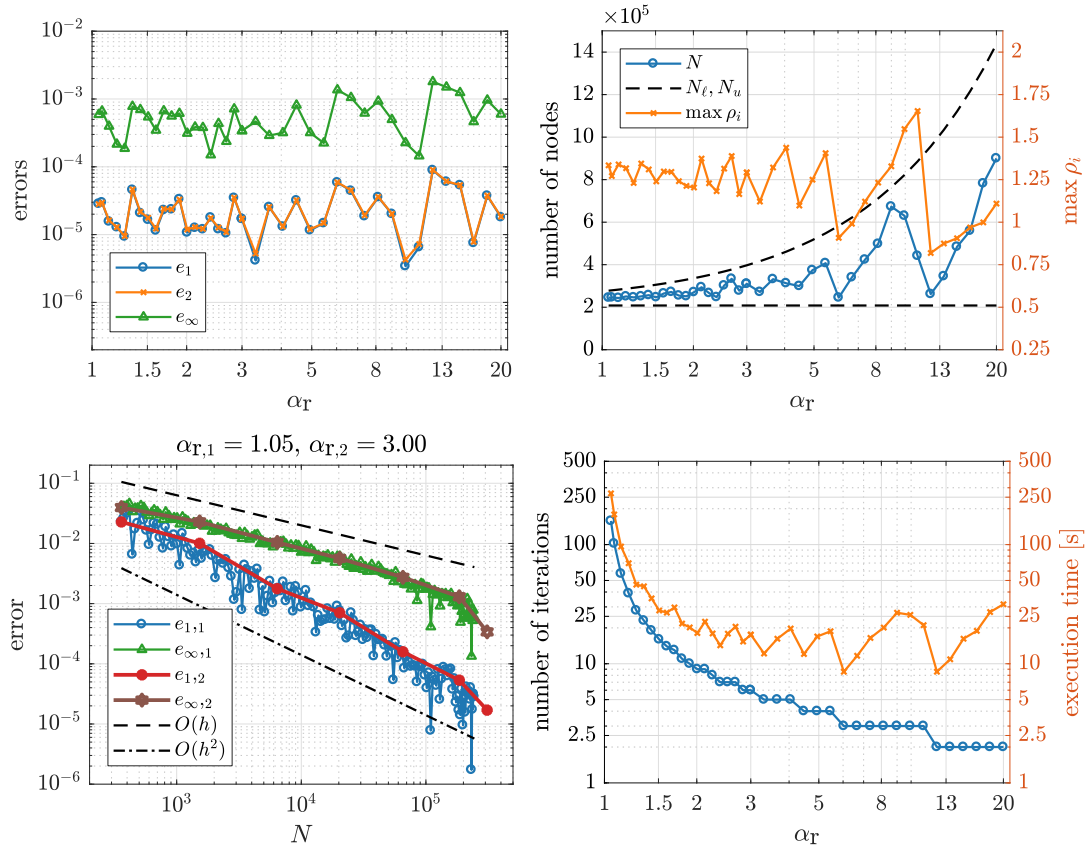 errors
10^{-2}
10^{-3}
10^{-4}
10^{-5}
10^{-6}
e_1
e_2
e_∞
1 1.5 2 3 5 8 13 20
α_r
×10^5
number of nodes
14
12
10
8
6
4
2
0
N
N_ℓ, N_u
max ρ_i
2
1.75
1.5
1.25
1
0.75
0.5
0.25
max ρ_i
1 1.5 2 3 5 8 13 20
α_r
α_{r,1} = 1.05, α_{r,2} = 3.00
error
10^{-1}
10^{-2}
10^{-3}
10^{-4}
10^{-5}
10^{-6}
e_{1,1}
e_{∞,1}
e_{1,2}
e_{∞,2}
O(h)
O(h^2)
10^3 10^4 10^5
N
number of iterations
500
250
100
50
25
10
5
2.5
1
500
250
100
50
25
10
5
2.5
1
execution time [s]
1 1.5 2 3 5 8 13 20
α_r